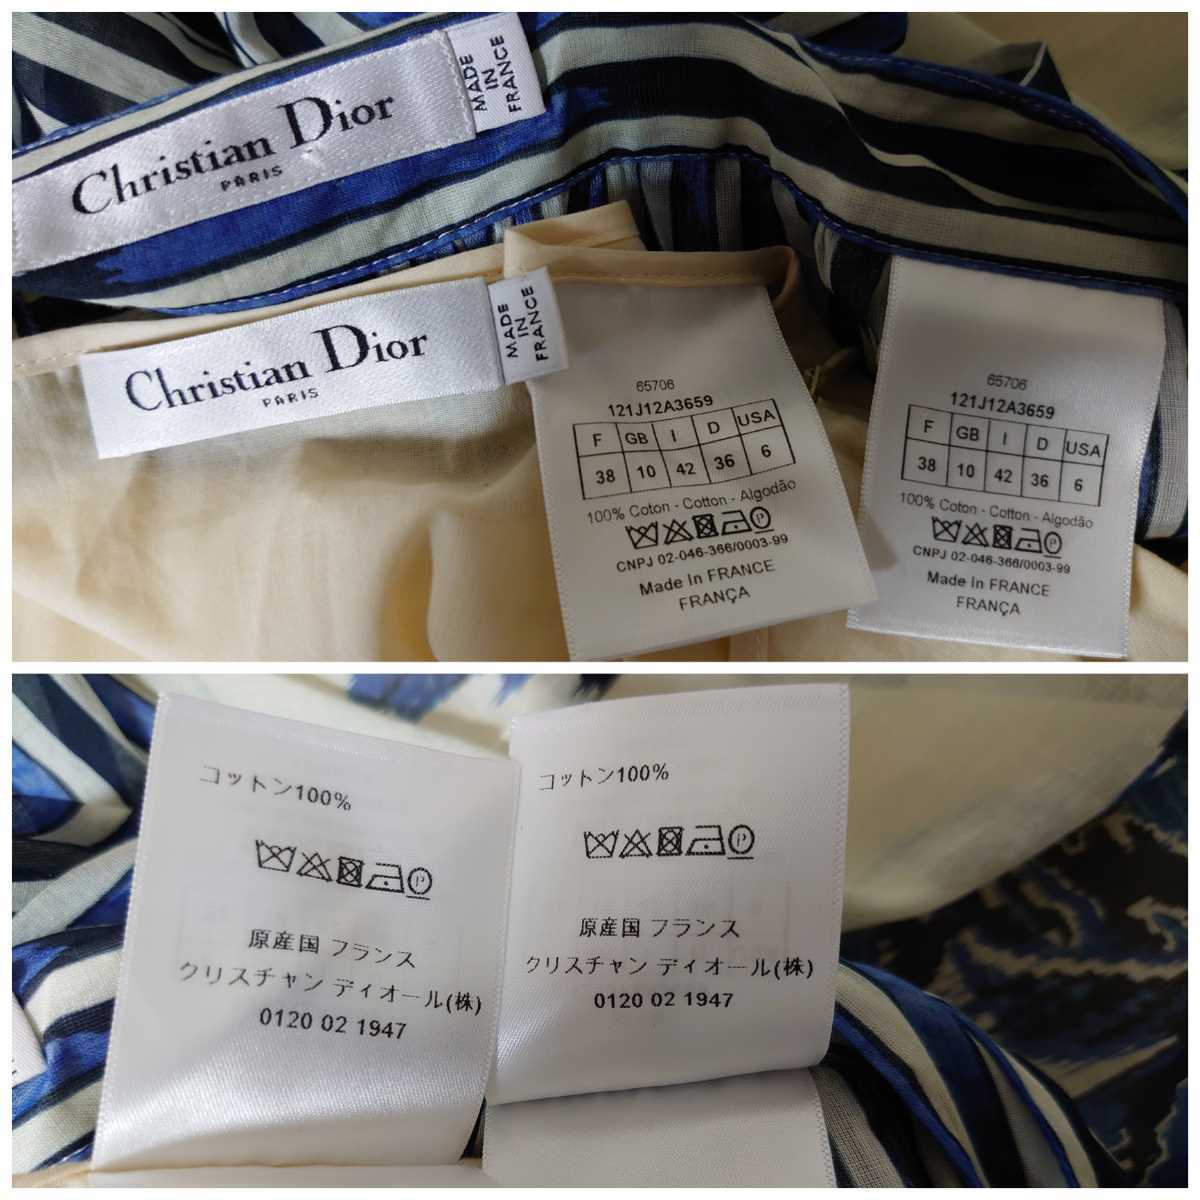 Christian Dior
PARIS
MADE
IN
FRANCE
Christian Dior
PARIS
MADE
IN
FRANCE
65706
121J12A3659
F GB I D USA
38 10 42 36 6
100% Coton - Cotton - Algodão
CNPJ 02-046-366/0003-99
Made In FRANCE
FRANÇA
65706
121J12A3659
F GB I D USA
38 10 42 36 6
100% Coton - Cotton - Algodão
CNPJ 02-046-366/0003-99
Made In FRANCE
FRANÇA
コットン100%
原産国 フランス
クリスチャン ディオール(株)
0120 02 1947
コットン100%
原産国 フランス
クリスチャン ディオール(株)
0120 02 1947